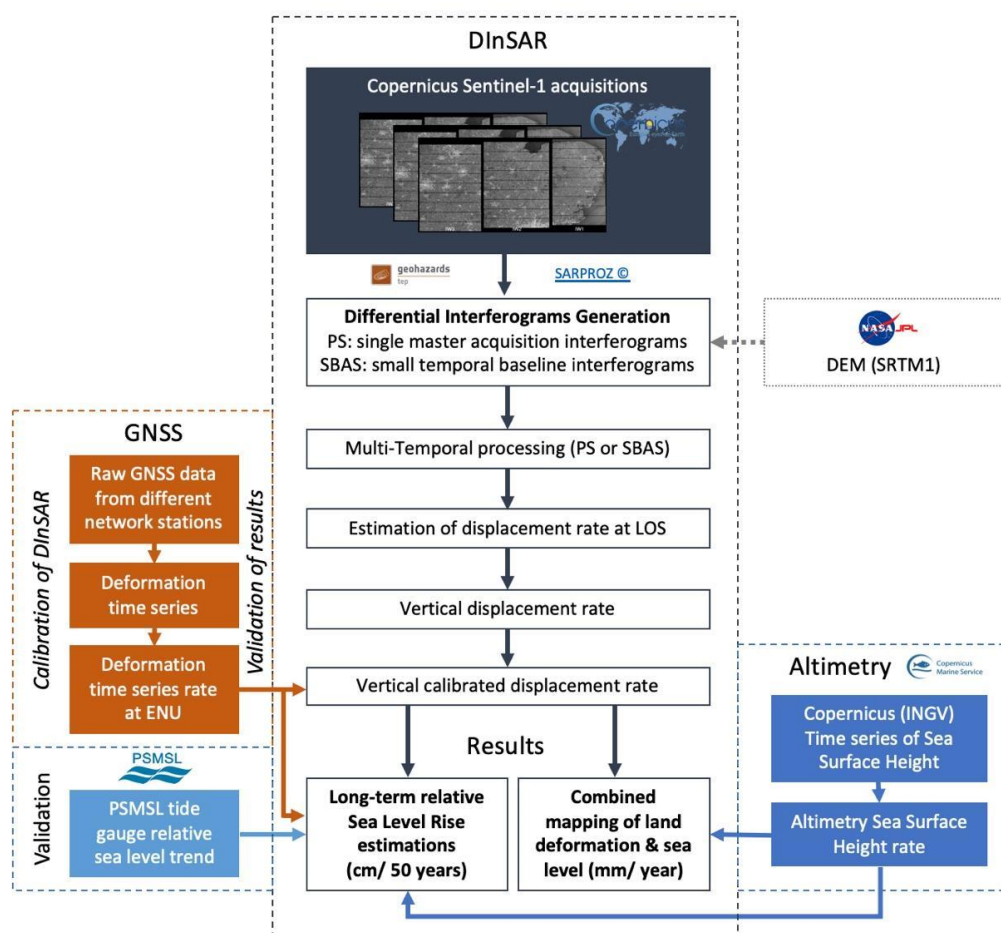 DInSAR
Copernicus Sentinel-1 acquisitions
IW3
IW2
IW1
geohazards
tep
SARPROZ ©
Differential Interferograms Generation
PS: single master acquisition interferograms
SBAS: small temporal baseline interferograms
NASA
JPL
DEM (SRTM1)
Multi-Temporal processing (PS or SBAS)
Estimation of displacement rate at LOS
Vertical displacement rate
Vertical calibrated displacement rate
GNSS
Calibration of DInSAR
Raw GNSS data
from different
network stations
Deformation
time series
Deformation
time series rate
at ENU
Validation of results
Validation
PSMSL
PSMSL tide
gauge relative
sea level trend
Results
Long-term relative
Sea Level Rise
estimations
(cm/ 50 years)
Combined
mapping of land
deformation & sea
level (mm/ year)
Altimetry
Copernicus
Marine Service
Copernicus (INGV)
Time series of Sea
Surface Height
Altimetry Sea Surface
Height rate